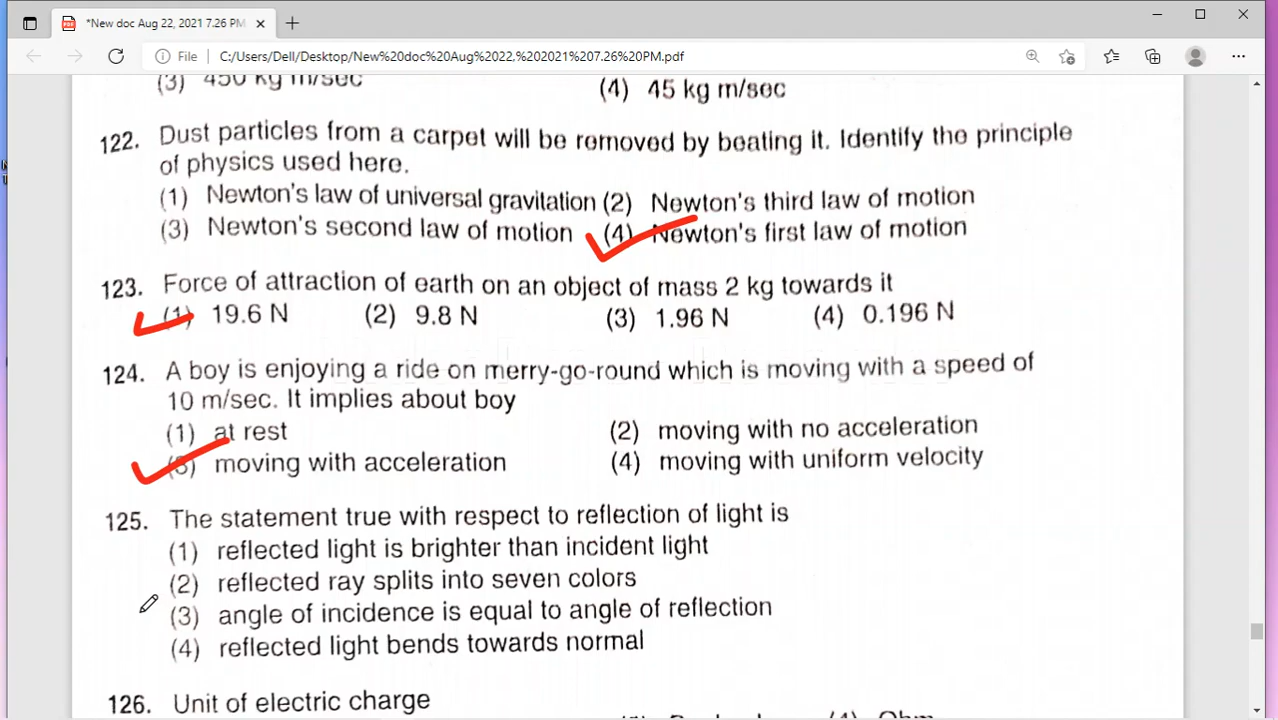 *New doc Aug 22, 2021 7.26 PM.p
File C:/Users/Dell/Desktop/New%20doc%20Aug%2022,%202021%207.26%20PM.pdf
(3) 450 kg m/sec (4) 45 kg m/sec
122. Dust particles from a carpet will be removed by beating it. Identify the principle
of physics used here.
(1) Newton's law of universal gravitation (2) Newton's third law of motion
(3) Newton's second law of motion (4) Newton's first law of motion
123. Force of attraction of earth on an object of mass 2 kg towards it
(1) 19.6 N (2) 9.8 N (3) 1.96 N (4) 0.196 N
124. A boy is enjoying a ride on merry-go-round which is moving with a speed of
10 m/sec. It implies about boy
(1) at rest (2) moving with no acceleration
(3) moving with acceleration (4) moving with uniform velocity
125. The statement true with respect to reflection of light is
(1) reflected light is brighter than incident light
(2) reflected ray splits into seven colors
(3) angle of incidence is equal to angle of reflection
(4) reflected light bends towards normal
126. Unit of electric charge
(4) Ohm